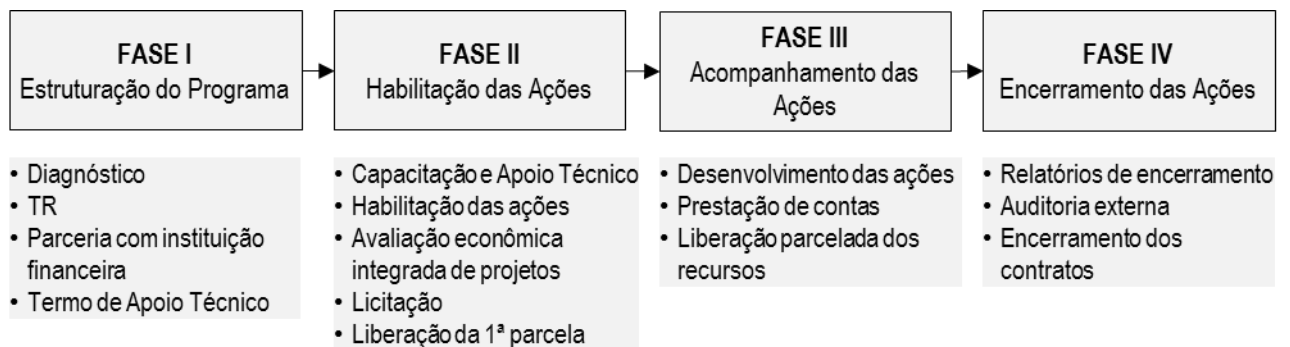 FASE I
Estruturação do Programa
FASE II
Habilitação das Ações
FASE III
Acompanhamento das
Ações
FASE IV
Encerramento das Ações
• Diagnóstico
• TR
• Parceria com instituição
financeira
• Termo de Apoio Técnico
• Capacitação e Apoio Técnico
• Habilitação das ações
• Avaliação econômica
integrada de projetos
• Licitação
• Liberação da 1ª parcela
• Desenvolvimento das ações
• Prestação de contas
• Liberação parcelada dos
recursos
• Relatórios de encerramento
• Auditoria externa
• Encerramento dos
contratos